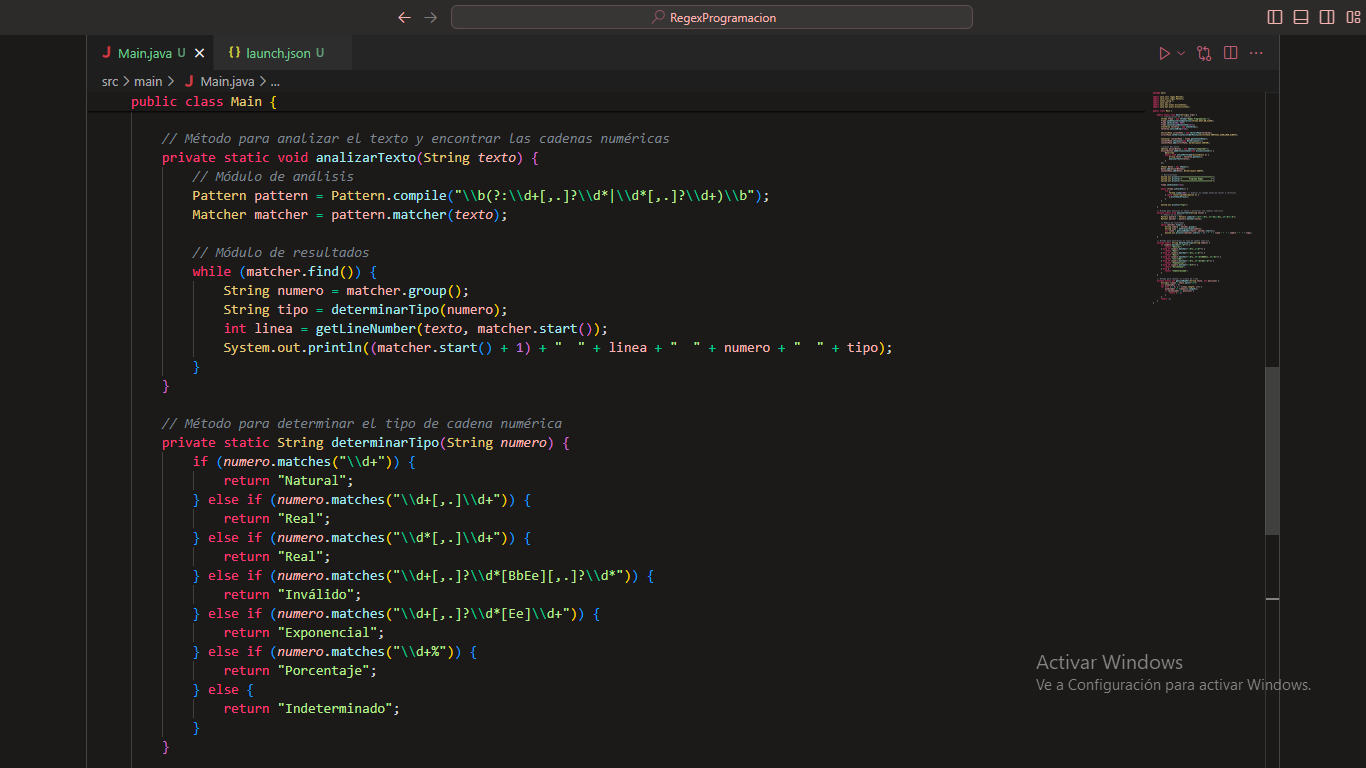 RegexProgramacion
Main.java U
launch.json U
src > main > Main.java > ...
public class Main {
// Método para analizar el texto y encontrar las cadenas numéricas
private static void analizarTexto(String texto) {
// Módulo de análisis
Pattern pattern = Pattern.compile("\\b(?:\\d+[,.]?\\d*|\\d*[,.]?\\d+)\\b");
Matcher matcher = pattern.matcher(texto);
// Módulo de resultados
while (matcher.find()) {
String numero = matcher.group();
String tipo = determinarTipo(numero);
int linea = getLineNumber(texto, matcher.start());
System.out.println((matcher.start() + 1) + "  " + linea + "  " + numero + "  " + tipo);
}
}
// Método para determinar el tipo de cadena numérica
private static String determinarTipo(String numero) {
if (numero.matches("\\d+")) {
return "Natural";
} else if (numero.matches("\\d+[,.]\\d+")) {
return "Real";
} else if (numero.matches("\\d*[,.]\\d+")) {
return "Real";
} else if (numero.matches("\\d+[,.]?\\d*[BbEe][,.]?\\d*")) {
return "Inválido";
} else if (numero.matches("\\d+[,.]?\\d*[Ee]\\d+")) {
return "Exponencial";
} else if (numero.matches("\\d+%")) {
return "Porcentaje";
} else {
return "Indeterminado";
}
}
Activar Windows
Ve a Configuración para activar Windows.